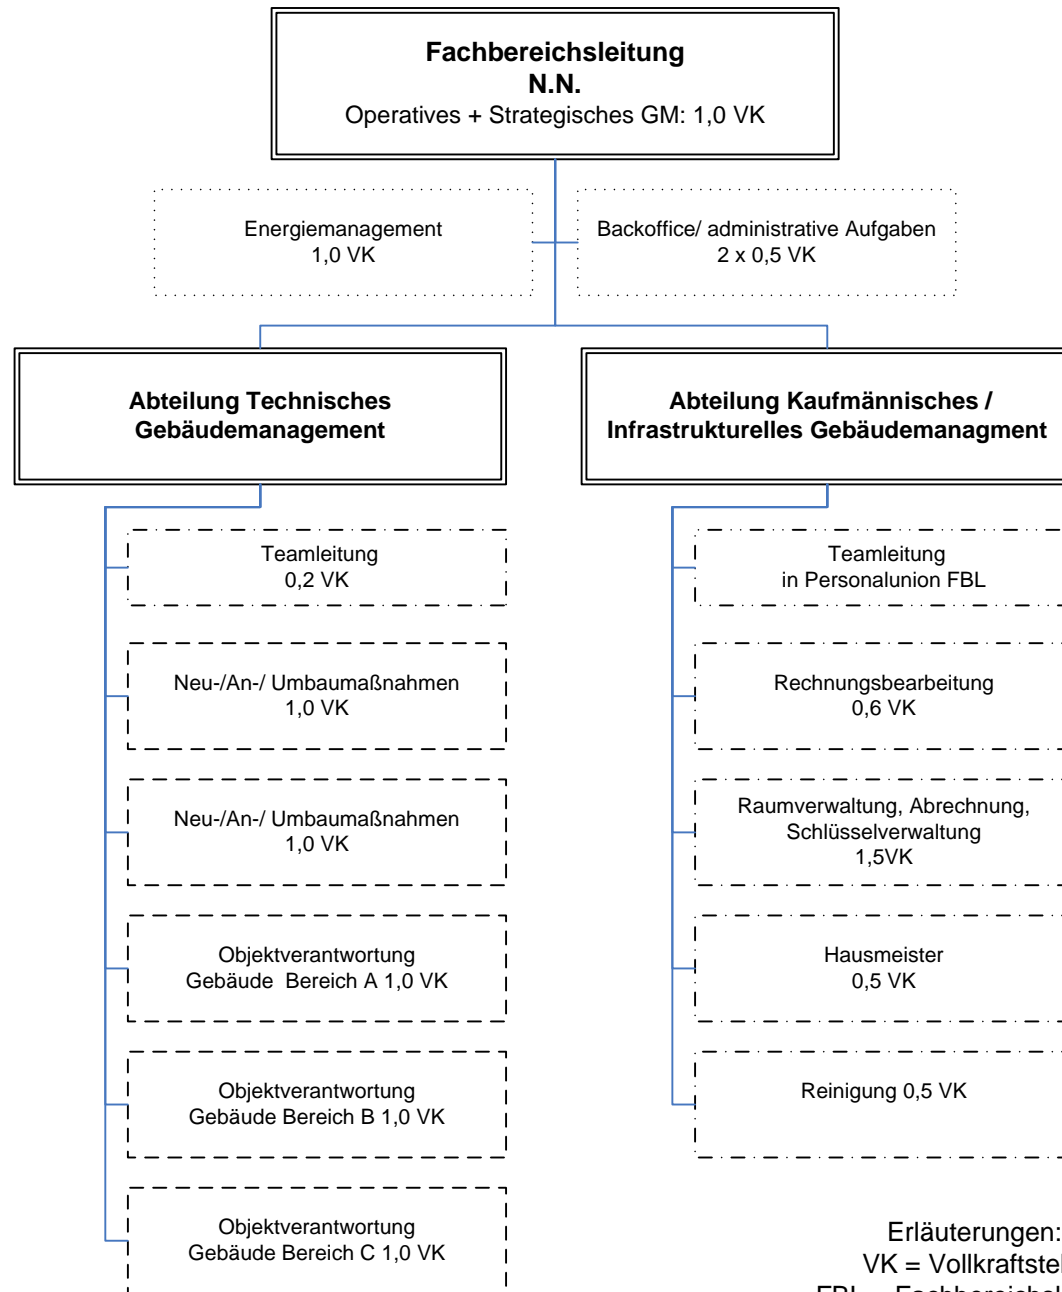 Fachbereichsleitung
N.N.
Operatives + Strategisches GM: 1,0 VK
Energiemanagement
1,0 VK
Backoffice/ administrative Aufgaben
2 x 0,5 VK
Abteilung Technisches
Gebäudemanagement
Abteilung Kaufmännisches /
Infrastrukturelles Gebäudemanagment
Teamleitung
0,2 VK
Neu-/An-/ Umbaumaßnahmen
1,0 VK
Neu-/An-/ Umbaumaßnahmen
1,0 VK
Objektverantwortung
Gebäude  Bereich A 1,0 VK
Objektverantwortung
Gebäude Bereich B 1,0 VK
Objektverantwortung
Gebäude Bereich C 1,0 VK
Teamleitung
in Personalunion FBL
Rechnungsbearbeitung
0,6 VK
Raumverwaltung, Abrechnung,
Schlüsselverwaltung
1,5VK
Hausmeister
0,5 VK
Reinigung 0,5 VK
Erläuterungen:
VK = Vollkraftstel